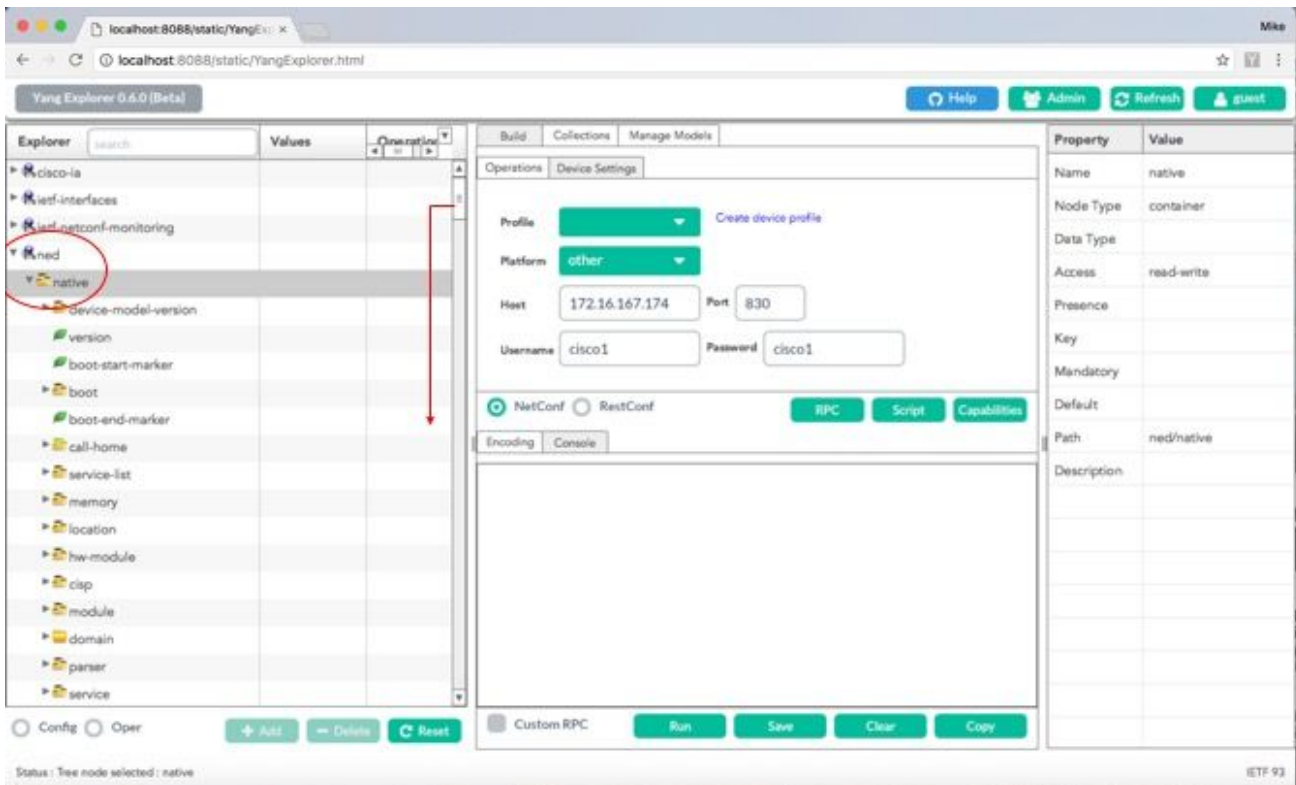 localhost:8088/static/YangEx
Mike
localhost:8088/static/YangExplorer.html
Yang Explorer 0.6.0 (Beta)
Help
Admin
Refresh
guest
Explorer
search
Values
cisco-ia
ietf-interfaces
ietf-netconf-monitoring
ned
native
device-model-version
version
boot-start-marker
boot
boot-end-marker
call-home
service-list
memory
location
hw-module
cisp
module
domain
parser
service
Config
Oper
+ Add
Delete
Reset
Build
Collections
Manage Models
Operations
Device Settings
Profile
Create device profile
Platform
other
Host
172.16.167.174
Port
830
Username
cisco1
Password
cisco1
NetConf
RestConf
RPC
Script
Capabilities
Encoding
Console
Custom RPC
Run
Save
Clear
Copy
Property Value
Name native
Node Type container
Data Type
Access read-write
Presence
Key
Mandatory
Default
Path ned/native
Description
Status : Tree node selected : native
IETF 93